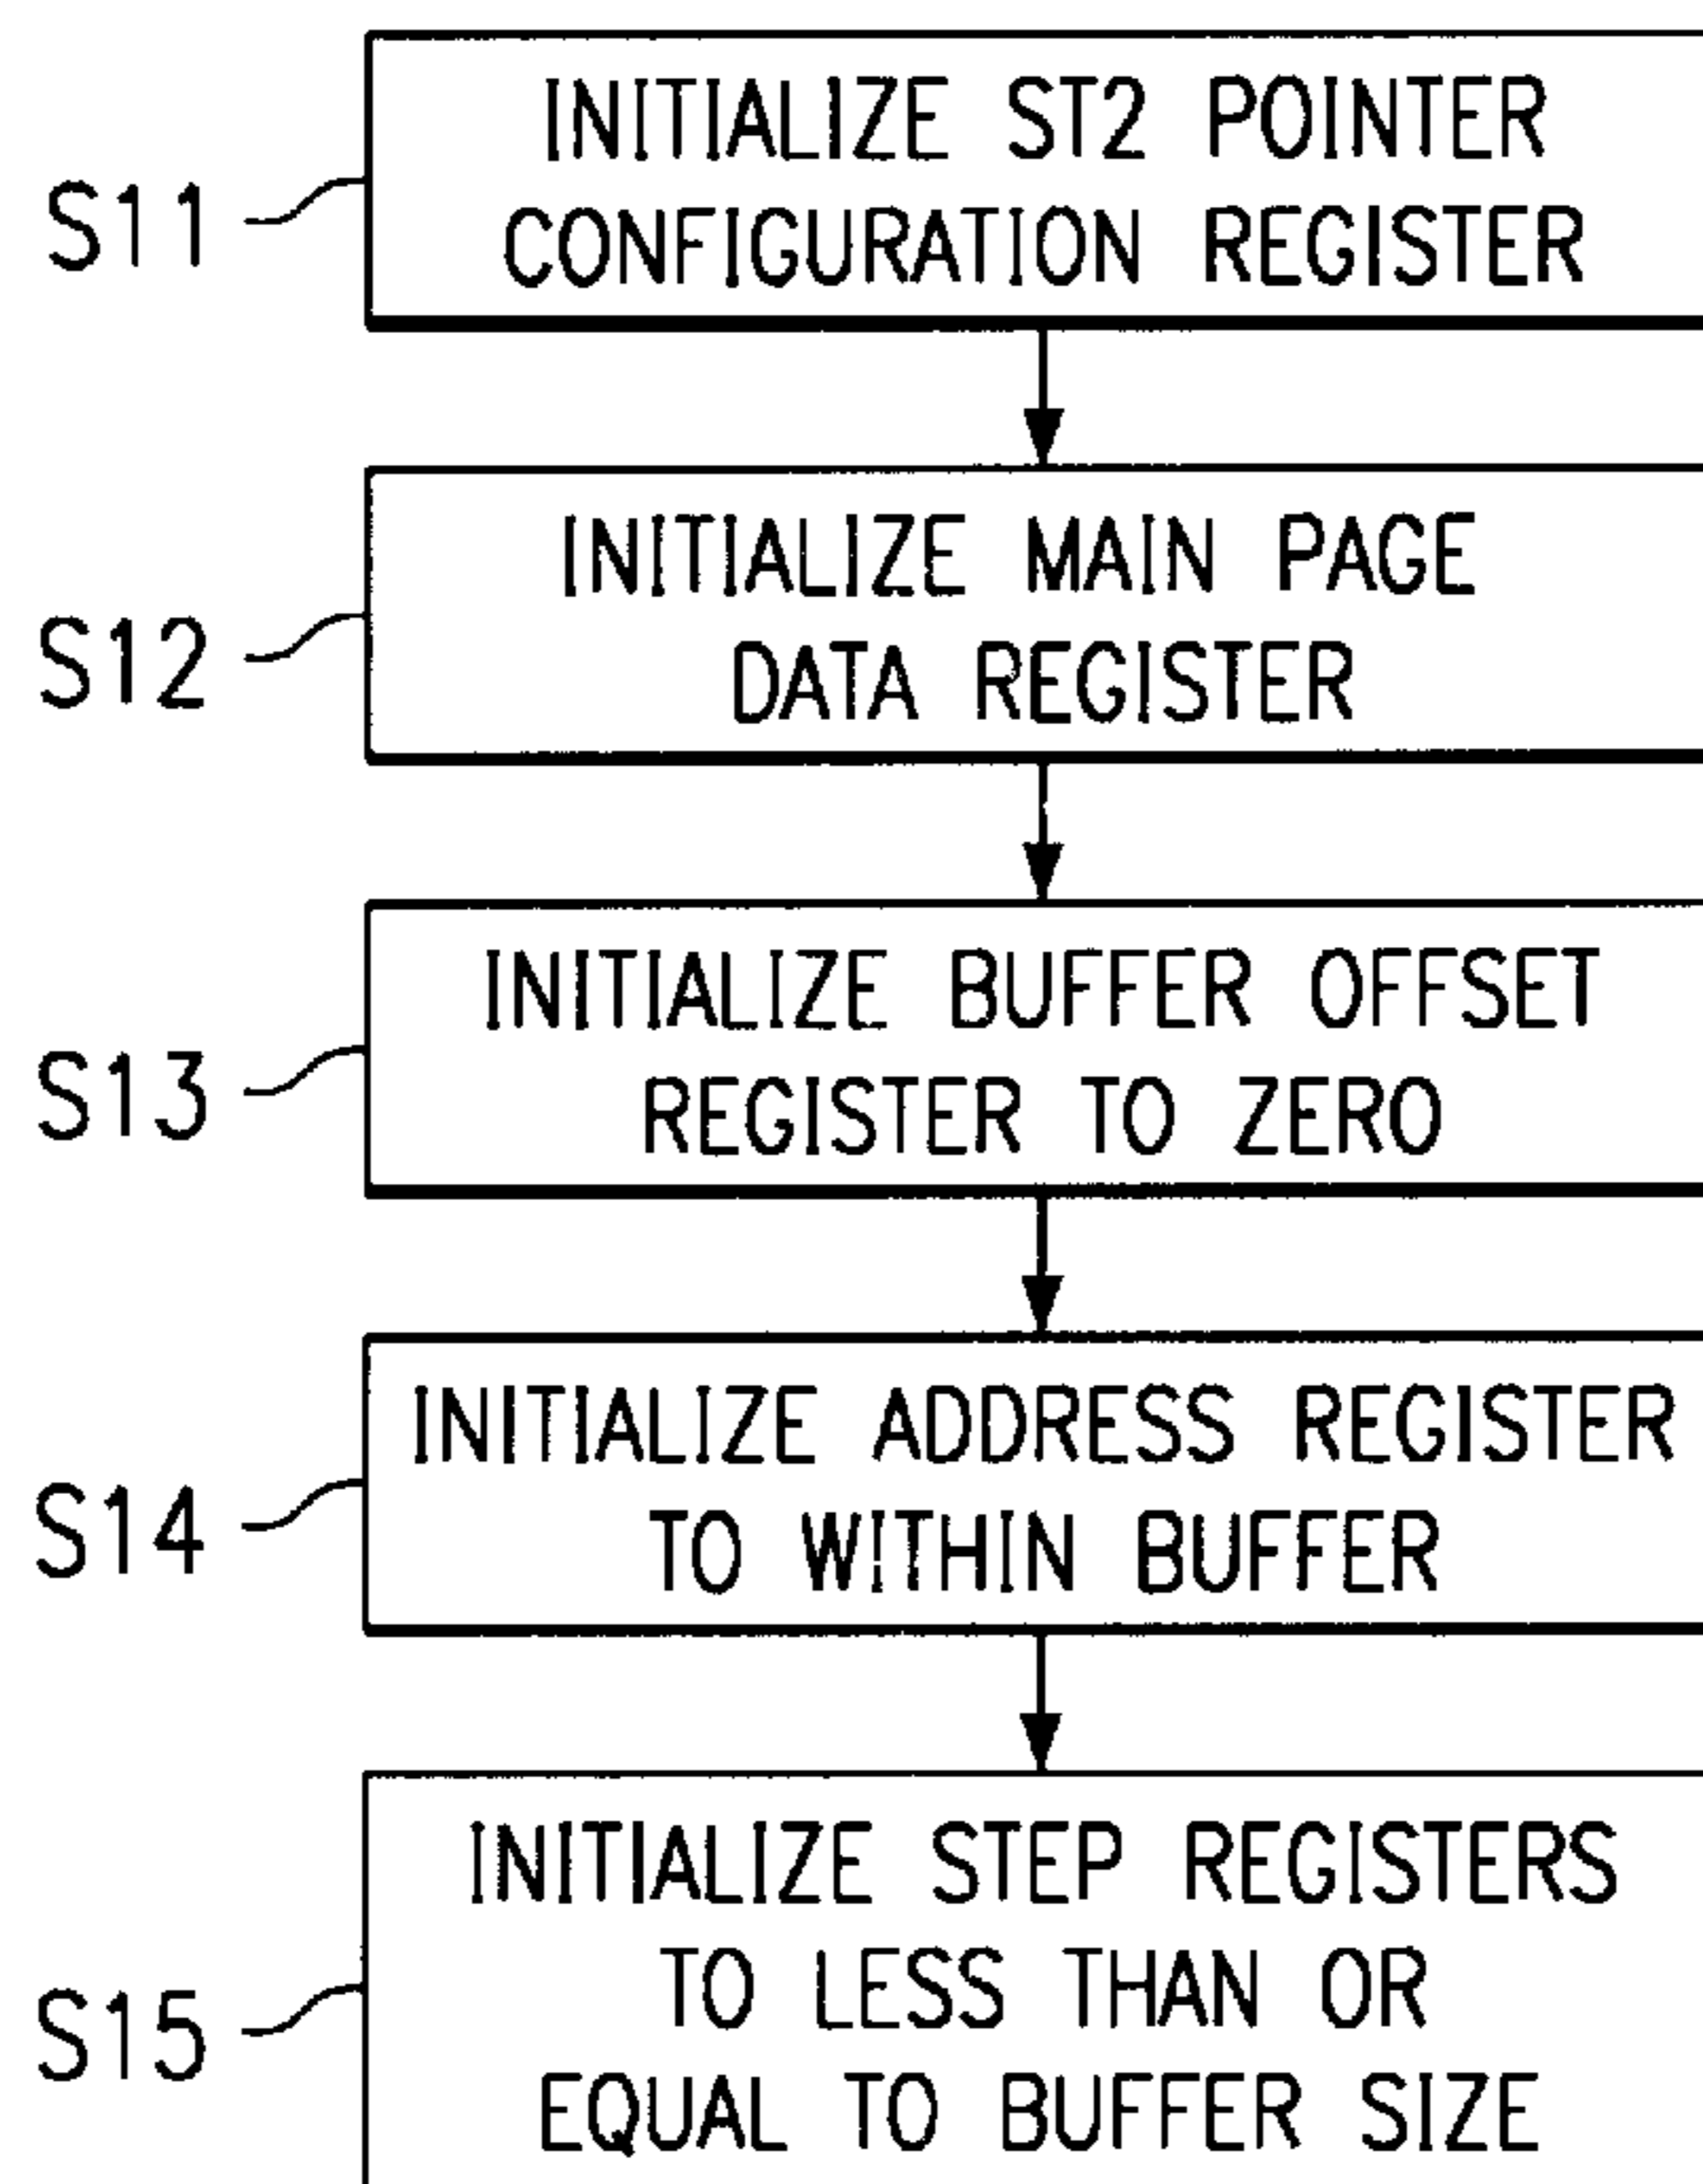 S11
INITIALIZE ST2 POINTER
CONFIGURATION REGISTER
S12
INITIALIZE MAIN PAGE
DATA REGISTER
S13
INITIALIZE BUFFER OFFSET
REGISTER TO ZERO
S14
INITIALIZE ADDRESS REGISTER
TO WITHIN BUFFER
S15
INITIALIZE STEP REGISTERS
TO LESS THAN OR
EQUAL TO BUFFER SIZE